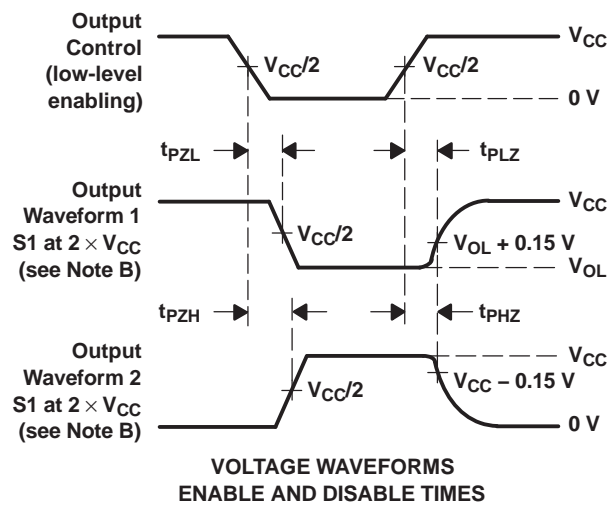 Output
Control
(low-level
enabling)
VCC/2
VCC/2
VCC
0 V
tPZL
tPLZ
Output
Waveform 1
S1 at 2 × VCC
(see Note B)
VCC/2
VCC
VOL + 0.15 V
VOL
tPZH
tPHZ
Output
Waveform 2
S1 at 2 × VCC
(see Note B)
VCC/2
VCC
VCC – 0.15 V
0 V
VOLTAGE WAVEFORMS
ENABLE AND DISABLE TIMES